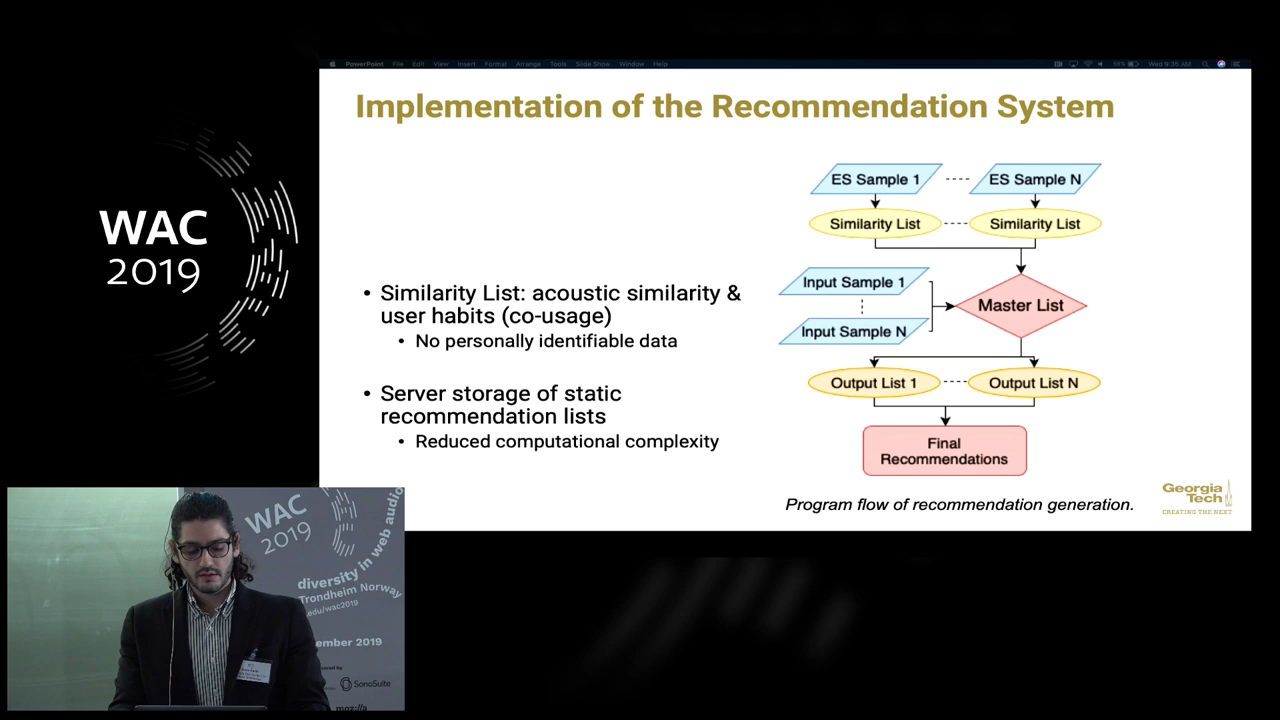 PowerPoint File Edit View Insert Format Arrange Tools Slide Show Window Help
Wed 9:35 AM
Implementation of the Recommendation System
WAC
2019
• Similarity List: acoustic similarity &
user habits (co-usage)
• No personally identifiable data
• Server storage of static
recommendation lists
• Reduced computational complexity
ES Sample 1
ES Sample N
Similarity List
Similarity List
Input Sample 1
Input Sample N
Master List
Output List 1
Output List N
Final
Recommendations
Program flow of recommendation generation.
Georgia
Tech
CREATING THE NEXT
WAC
2019
diversity in web audio
Trondheim Norway
edu/wac2019
ember 2019
SonoSuite
moz://a